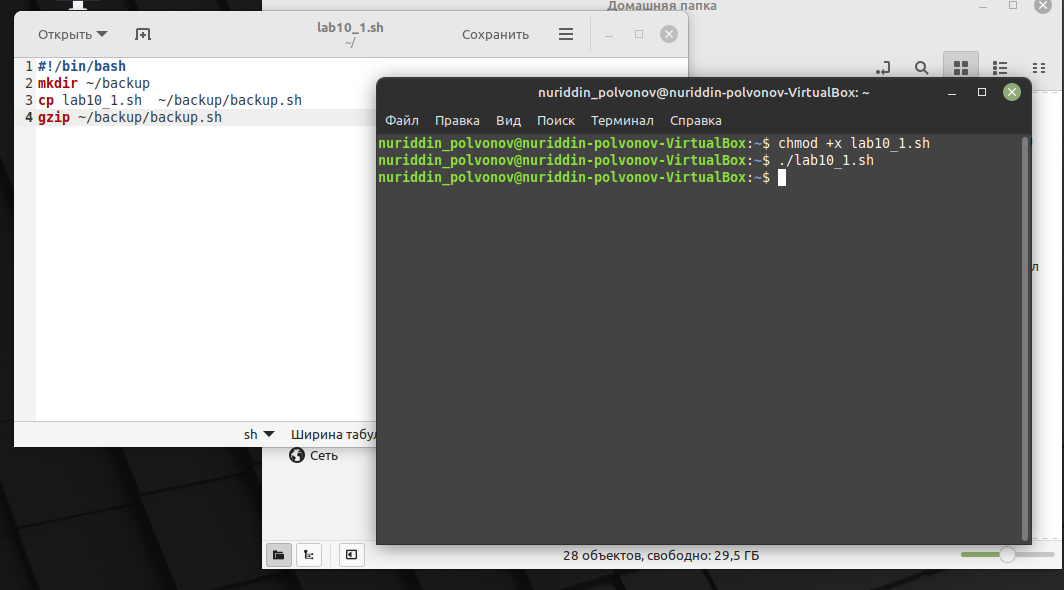 Домашняя папка
Открыть
lab10_1.sh
~/
Сохранить
1 #!/bin/bash
2 mkdir ~/backup
3 cp lab10_1.sh  ~/backup/backup.sh
4 gzip ~/backup/backup.sh
sh
Ширина табул
nuriddin_polvonov@nuriddin-polvonov-VirtualBox: ~
Файл Правка Вид Поиск Терминал Справка
nuriddin_polvonov@nuriddin-polvonov-VirtualBox:~$ chmod +x lab10_1.sh
nuriddin_polvonov@nuriddin-polvonov-VirtualBox:~$ ./lab10_1.sh
nuriddin_polvonov@nuriddin-polvonov-VirtualBox:~$
Сеть
28 объектов, свободно: 29,5 ГБ